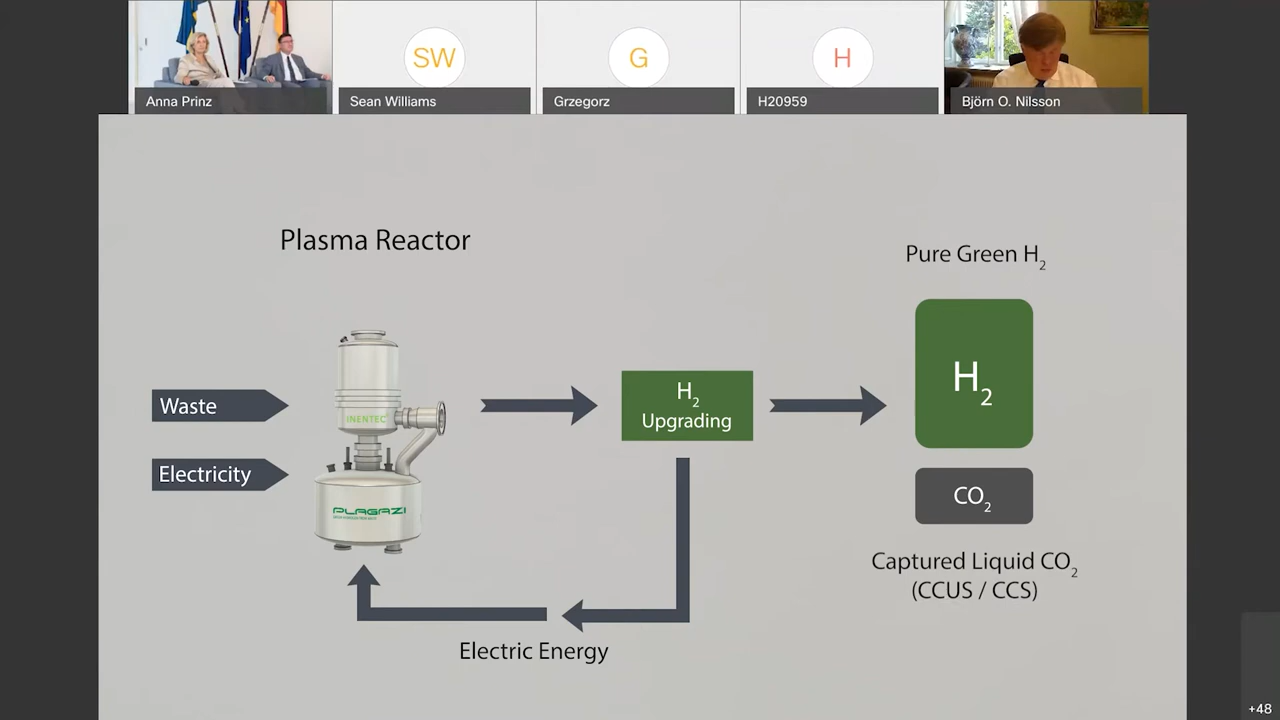 SW
G
H
Anna Prinz
Sean Williams
Grzegorz
H20959
Björn O. Nilsson
Plasma Reactor
Pure Green H₂
Waste
Electricity
INENTEC
PLAGAZI
H₂
Upgrading
H₂
CO₂
Captured Liquid CO₂
(CCUS / CCS)
Electric Energy
+48